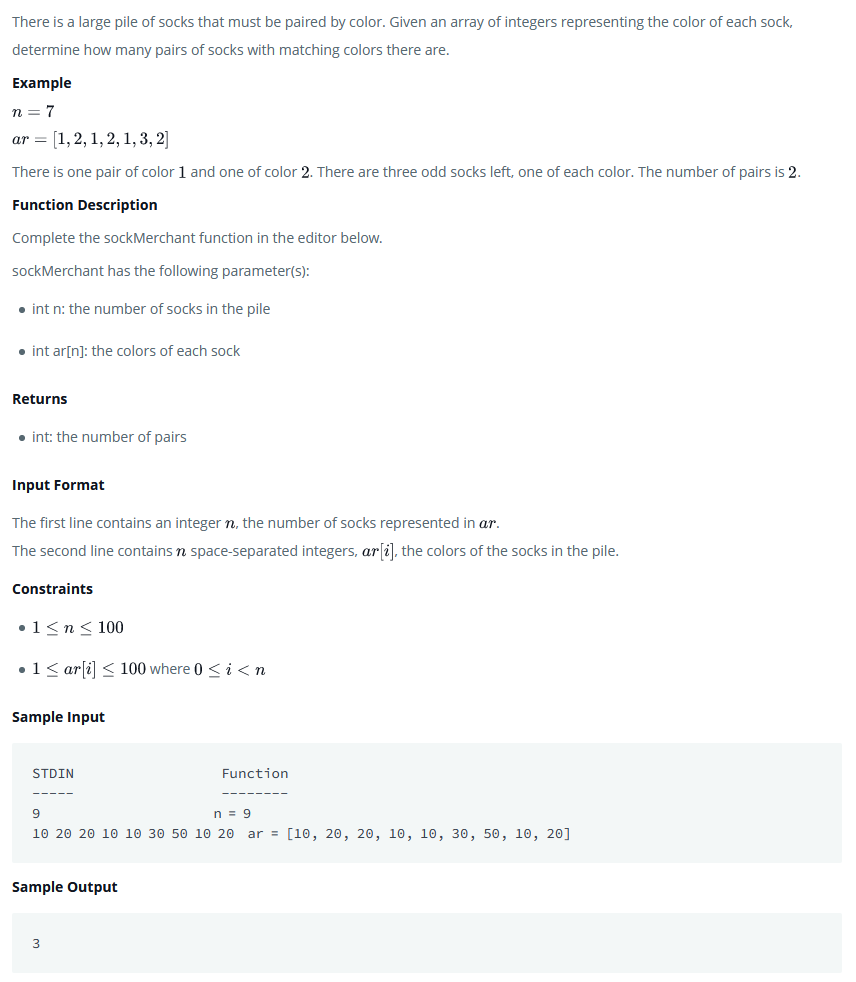 There is a large pile of socks that must be paired by color. Given an array of integers representing the color of each sock,
determine how many pairs of socks with matching colors there are.
Example
n = 7
ar = [1, 2, 1, 2, 1, 3, 2]
There is one pair of color 1 and one of color 2. There are three odd socks left, one of each color. The number of pairs is 2.
Function Description
Complete the sockMerchant function in the editor below.
sockMerchant has the following parameter(s):
• int n: the number of socks in the pile
• int ar[n]: the colors of each sock
Returns
• int: the number of pairs
Input Format
The first line contains an integer n, the number of socks represented in ar.
The second line contains n space-separated integers, ar[i], the colors of the socks in the pile.
Constraints
• 1 ≤ n ≤ 100
• 1 ≤ ar[i] ≤ 100 where 0 ≤ i < n
Sample Input
STDIN Function
----- --------
9 n = 9
10 20 20 10 10 30 50 10 20 ar = [10, 20, 20, 10, 10, 30, 50, 10, 20]
Sample Output
3